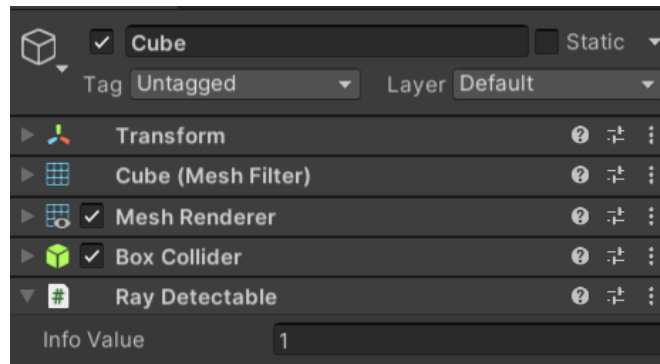 Cube Static
Tag Untagged Layer Default
Transform
Cube (Mesh Filter)
Mesh Renderer
Box Collider
# Ray Detectable
Info Value 1